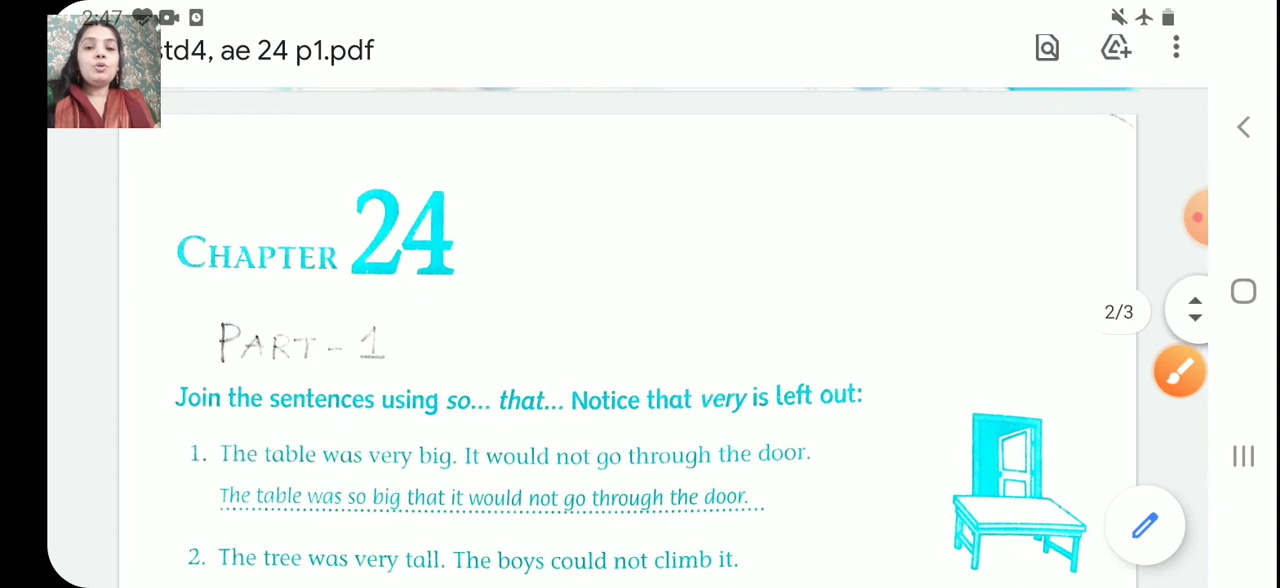 2:47
std4, ae 24 p1.pdf
CHAPTER 24
PART - 1
2/3
Join the sentences using so... that... Notice that very is left out:
1. The table was very big. It would not go through the door.
The table was so big that it would not go through the door.
2. The tree was very tall. The boys could not climb it.